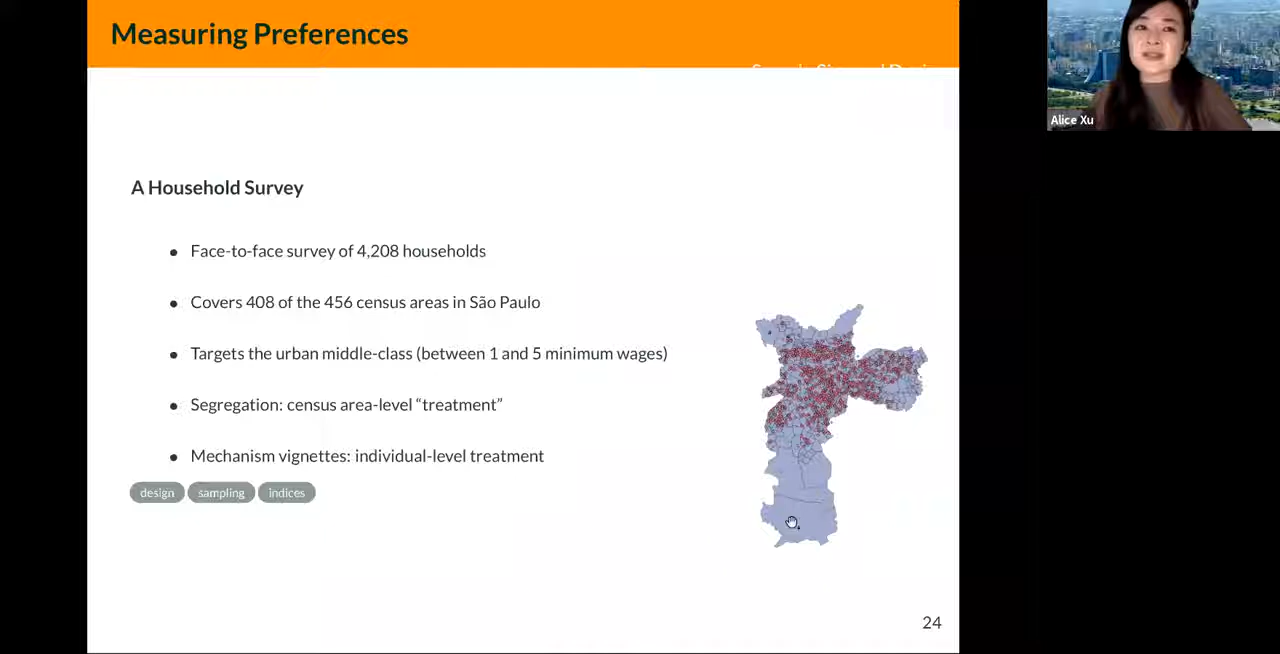 Measuring Preferences
Alice Xu
A Household Survey
● Face-to-face survey of 4,208 households
● Covers 408 of the 456 census areas in São Paulo
● Targets the urban middle-class (between 1 and 5 minimum wages)
● Segregation: census area-level “treatment”
● Mechanism vignettes: individual-level treatment
design sampling indices
24